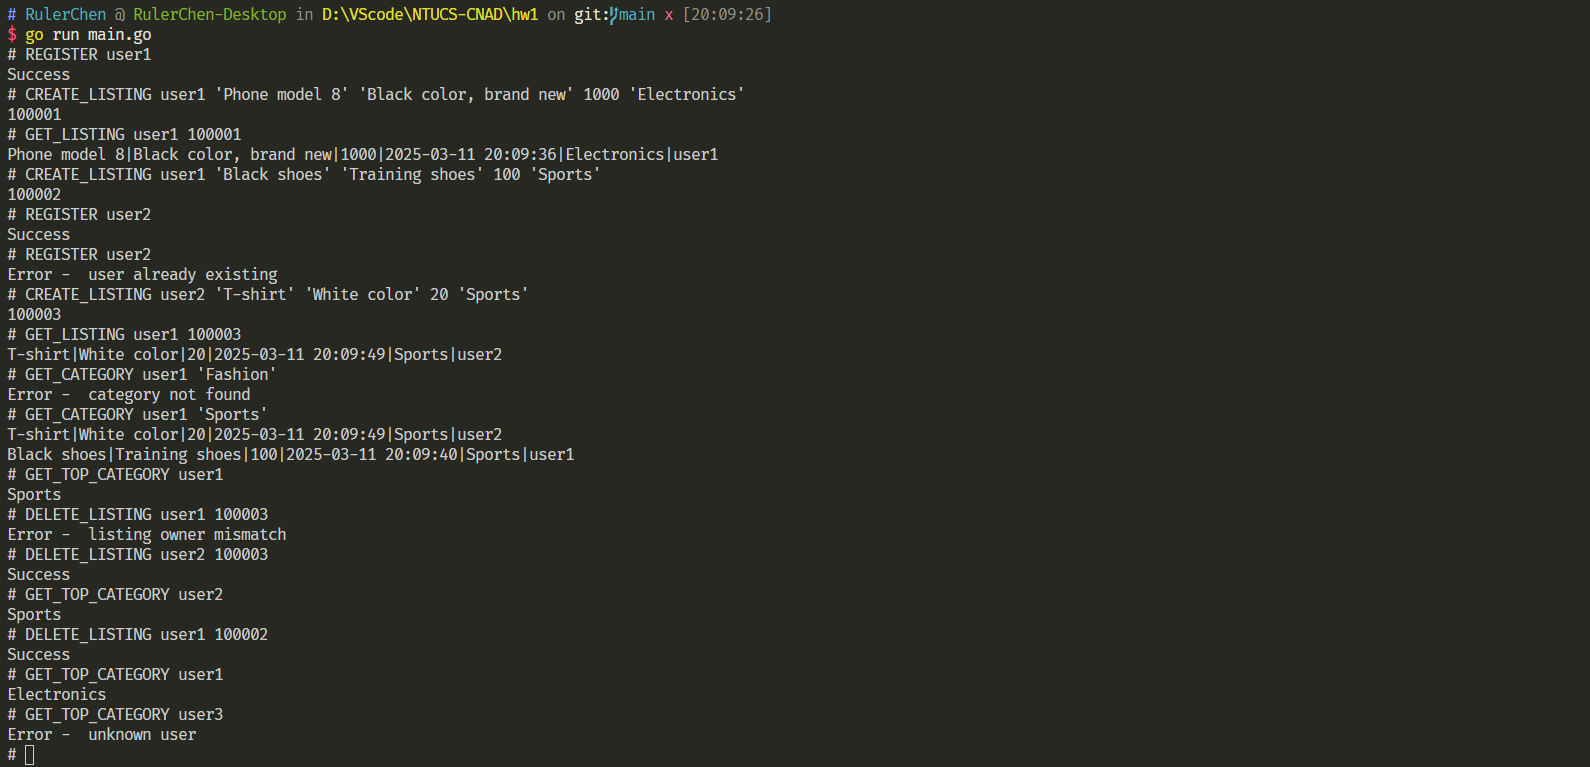 # RulerChen @ RulerChen-Desktop in D:\VScode\NTUCS-CNAD\hw1 on git:main x [20:09:26]
$ go run main.go
# REGISTER user1
Success
# CREATE_LISTING user1 'Phone model 8' 'Black color, brand new' 1000 'Electronics'
100001
# GET_LISTING user1 100001
Phone model 8|Black color, brand new|1000|2025-03-11 20:09:36|Electronics|user1
# CREATE_LISTING user1 'Black shoes' 'Training shoes' 100 'Sports'
100002
# REGISTER user2
Success
# REGISTER user2
Error -  user already existing
# CREATE_LISTING user2 'T-shirt' 'White color' 20 'Sports'
100003
# GET_LISTING user1 100003
T-shirt|White color|20|2025-03-11 20:09:49|Sports|user2
# GET_CATEGORY user1 'Fashion'
Error -  category not found
# GET_CATEGORY user1 'Sports'
T-shirt|White color|20|2025-03-11 20:09:49|Sports|user2
Black shoes|Training shoes|100|2025-03-11 20:09:40|Sports|user1
# GET_TOP_CATEGORY user1
Sports
# DELETE_LISTING user1 100003
Error -  listing owner mismatch
# DELETE_LISTING user2 100003
Success
# GET_TOP_CATEGORY user2
Sports
# DELETE_LISTING user1 100002
Success
# GET_TOP_CATEGORY user1
Electronics
# GET_TOP_CATEGORY user3
Error -  unknown user
#